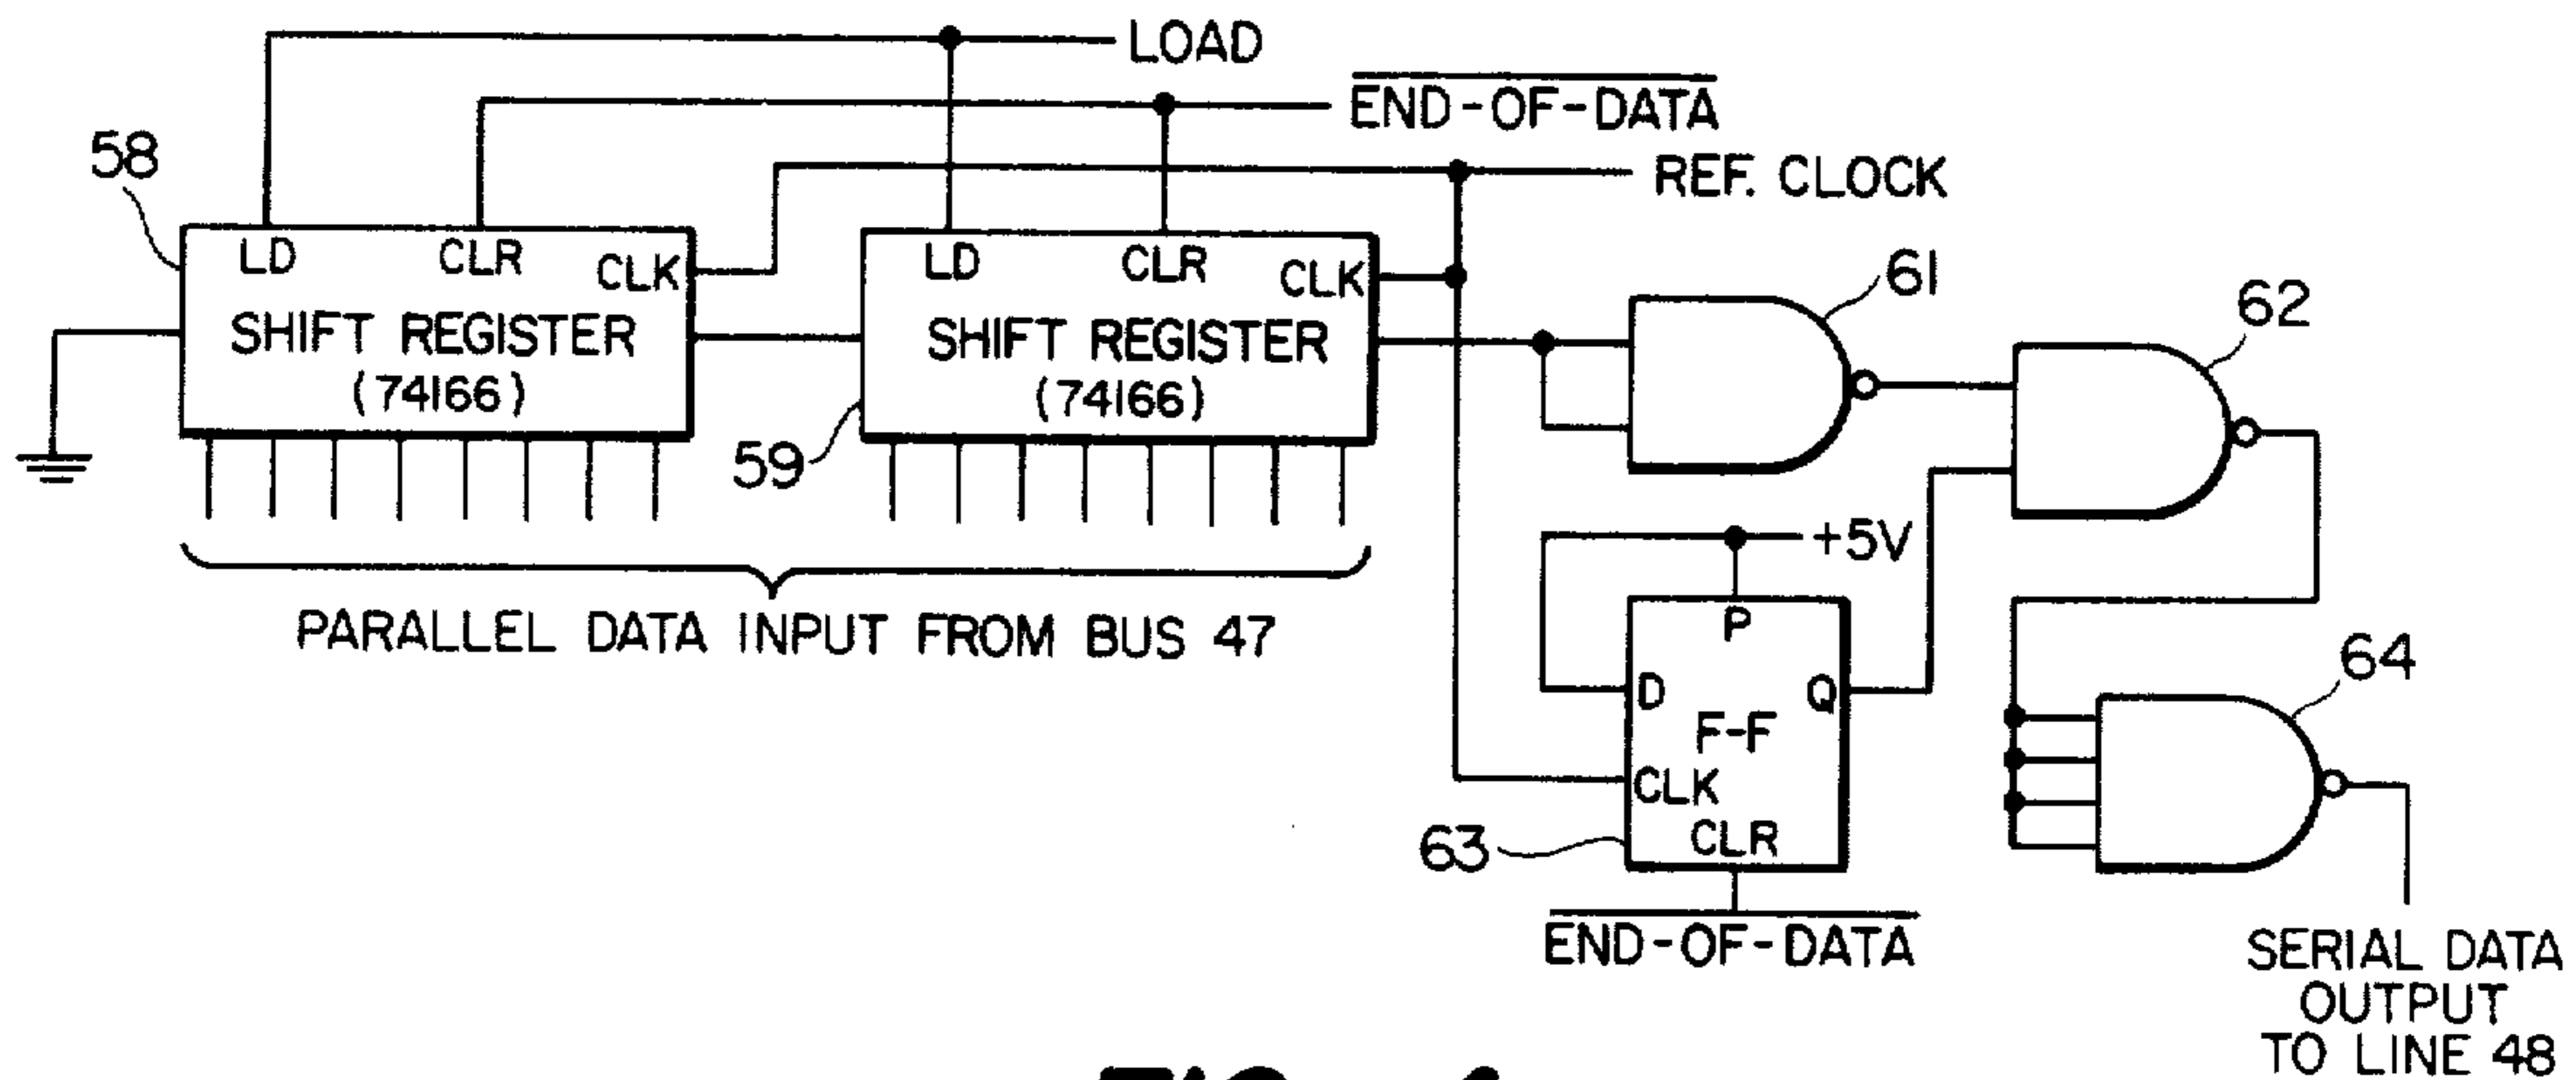 LOAD
END-OF-DATA
REF. CLOCK
58
LD CLR CLK
SHIFT REGISTER
(74166)
LD CLR CLK
SHIFT REGISTER
(74166)
59
61
62
PARALLEL DATA INPUT FROM BUS 47
+5V
P
D Q
F-F
CLK
CLR
63
END-OF-DATA
64
SERIAL DATA
OUTPUT
TO LINE 48